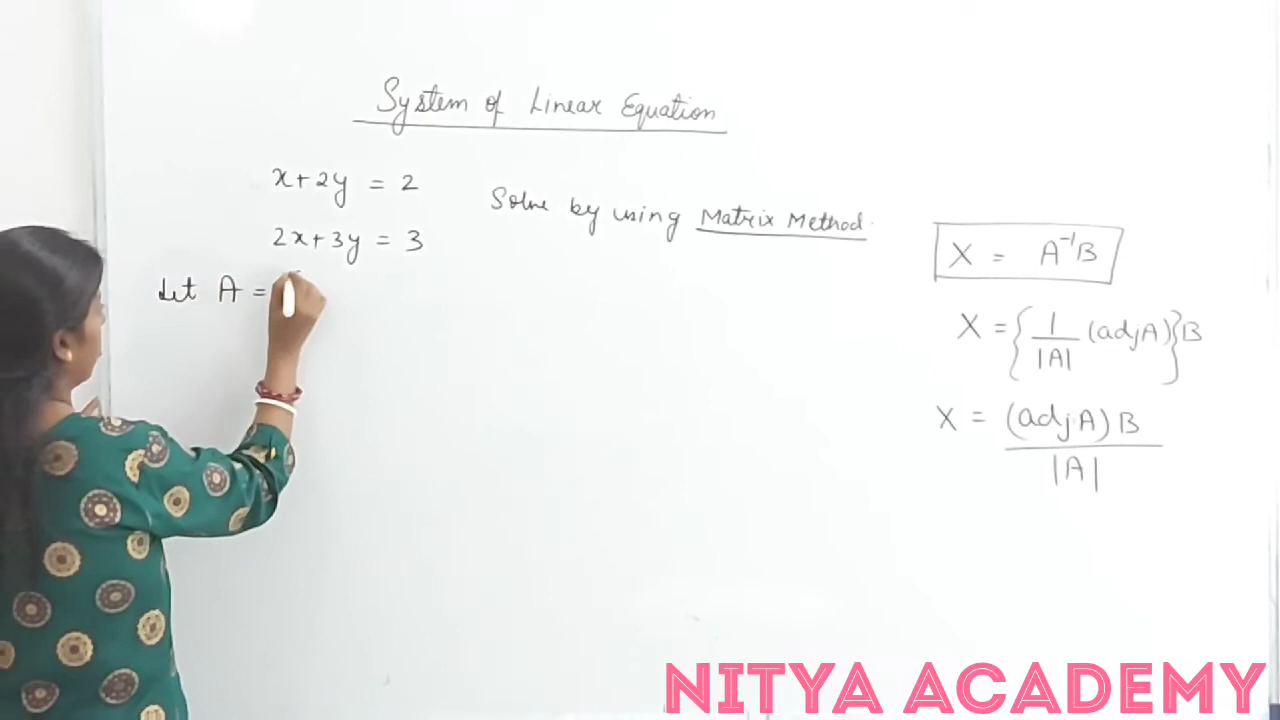 System of Linear Equation
x+2y = 2
2x+3y = 3
Solve by using Matrix Method.
Let A =
X = A⁻¹B
X = { 1/|A| (adjA) } B
X = (adj.A) B / |A|
NITYA ACADEMY